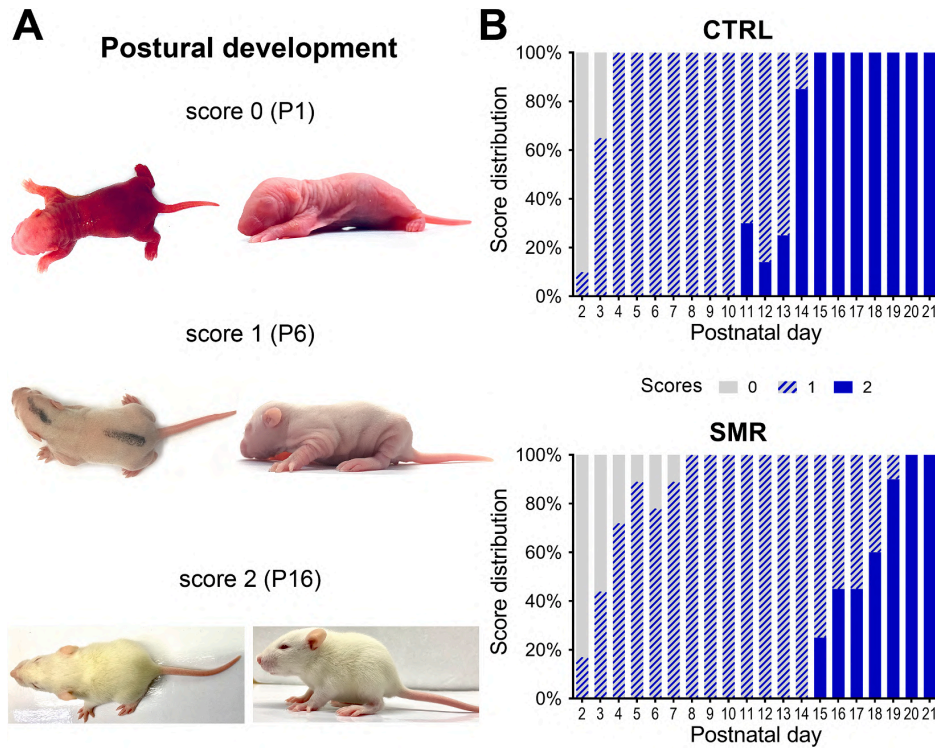 A
Postural development
score 0 (P1)
score 1 (P6)
score 2 (P16)
B
CTRL
Score distribution
100%
80%
60%
40%
20%
0%
2 3 4 5 6 7 8 9 10 11 12 13 14 15 16 17 18 19 20 21
Postnatal day
Scores 0 1 2
SMR
Score distribution
100%
80%
60%
40%
20%
0%
2 3 4 5 6 7 8 9 10 11 12 13 14 15 16 17 18 19 20 21
Postnatal day